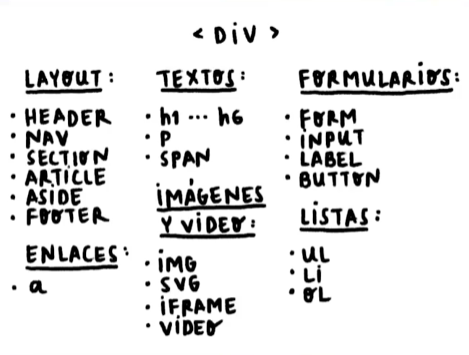 < DiV >
LAYOUT:
• HEADER
• NAV
• SECTION
• ARTICLE
• ASIDE
• FOOTER
ENLACES:
• a
TEXTOS:
• h1 ... h6
• P
• SPAN
iMÁGENES
Y ViDEO:
• iMG
• SVG
• iFRAME
• ViDEO
FORMULARiOS:
• FORM
• iNPUT
• LABEL
• BUTTON
LiSTAS:
• UL
• Li
• OL